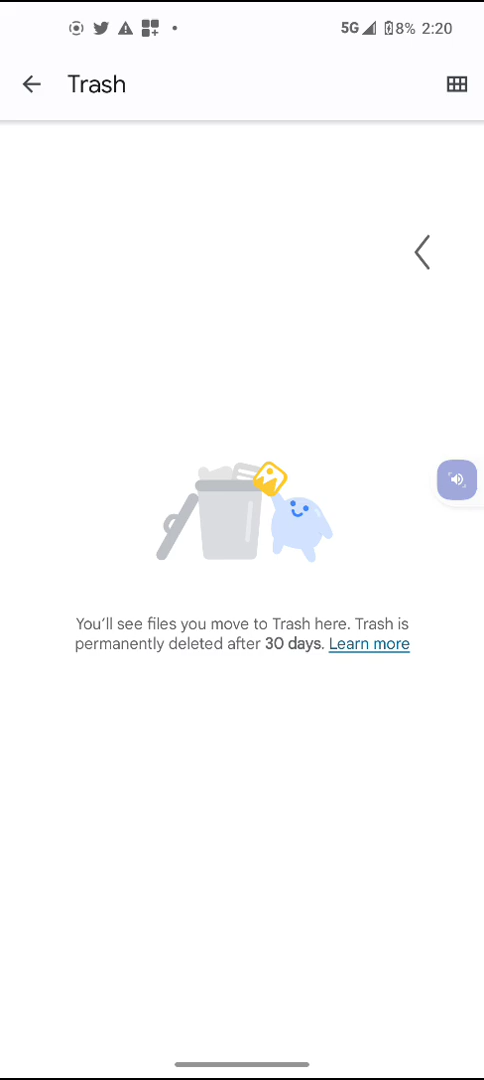 5G 8% 2:20
Trash
You'll see files you move to Trash here. Trash is
permanently deleted after 30 days. Learn more